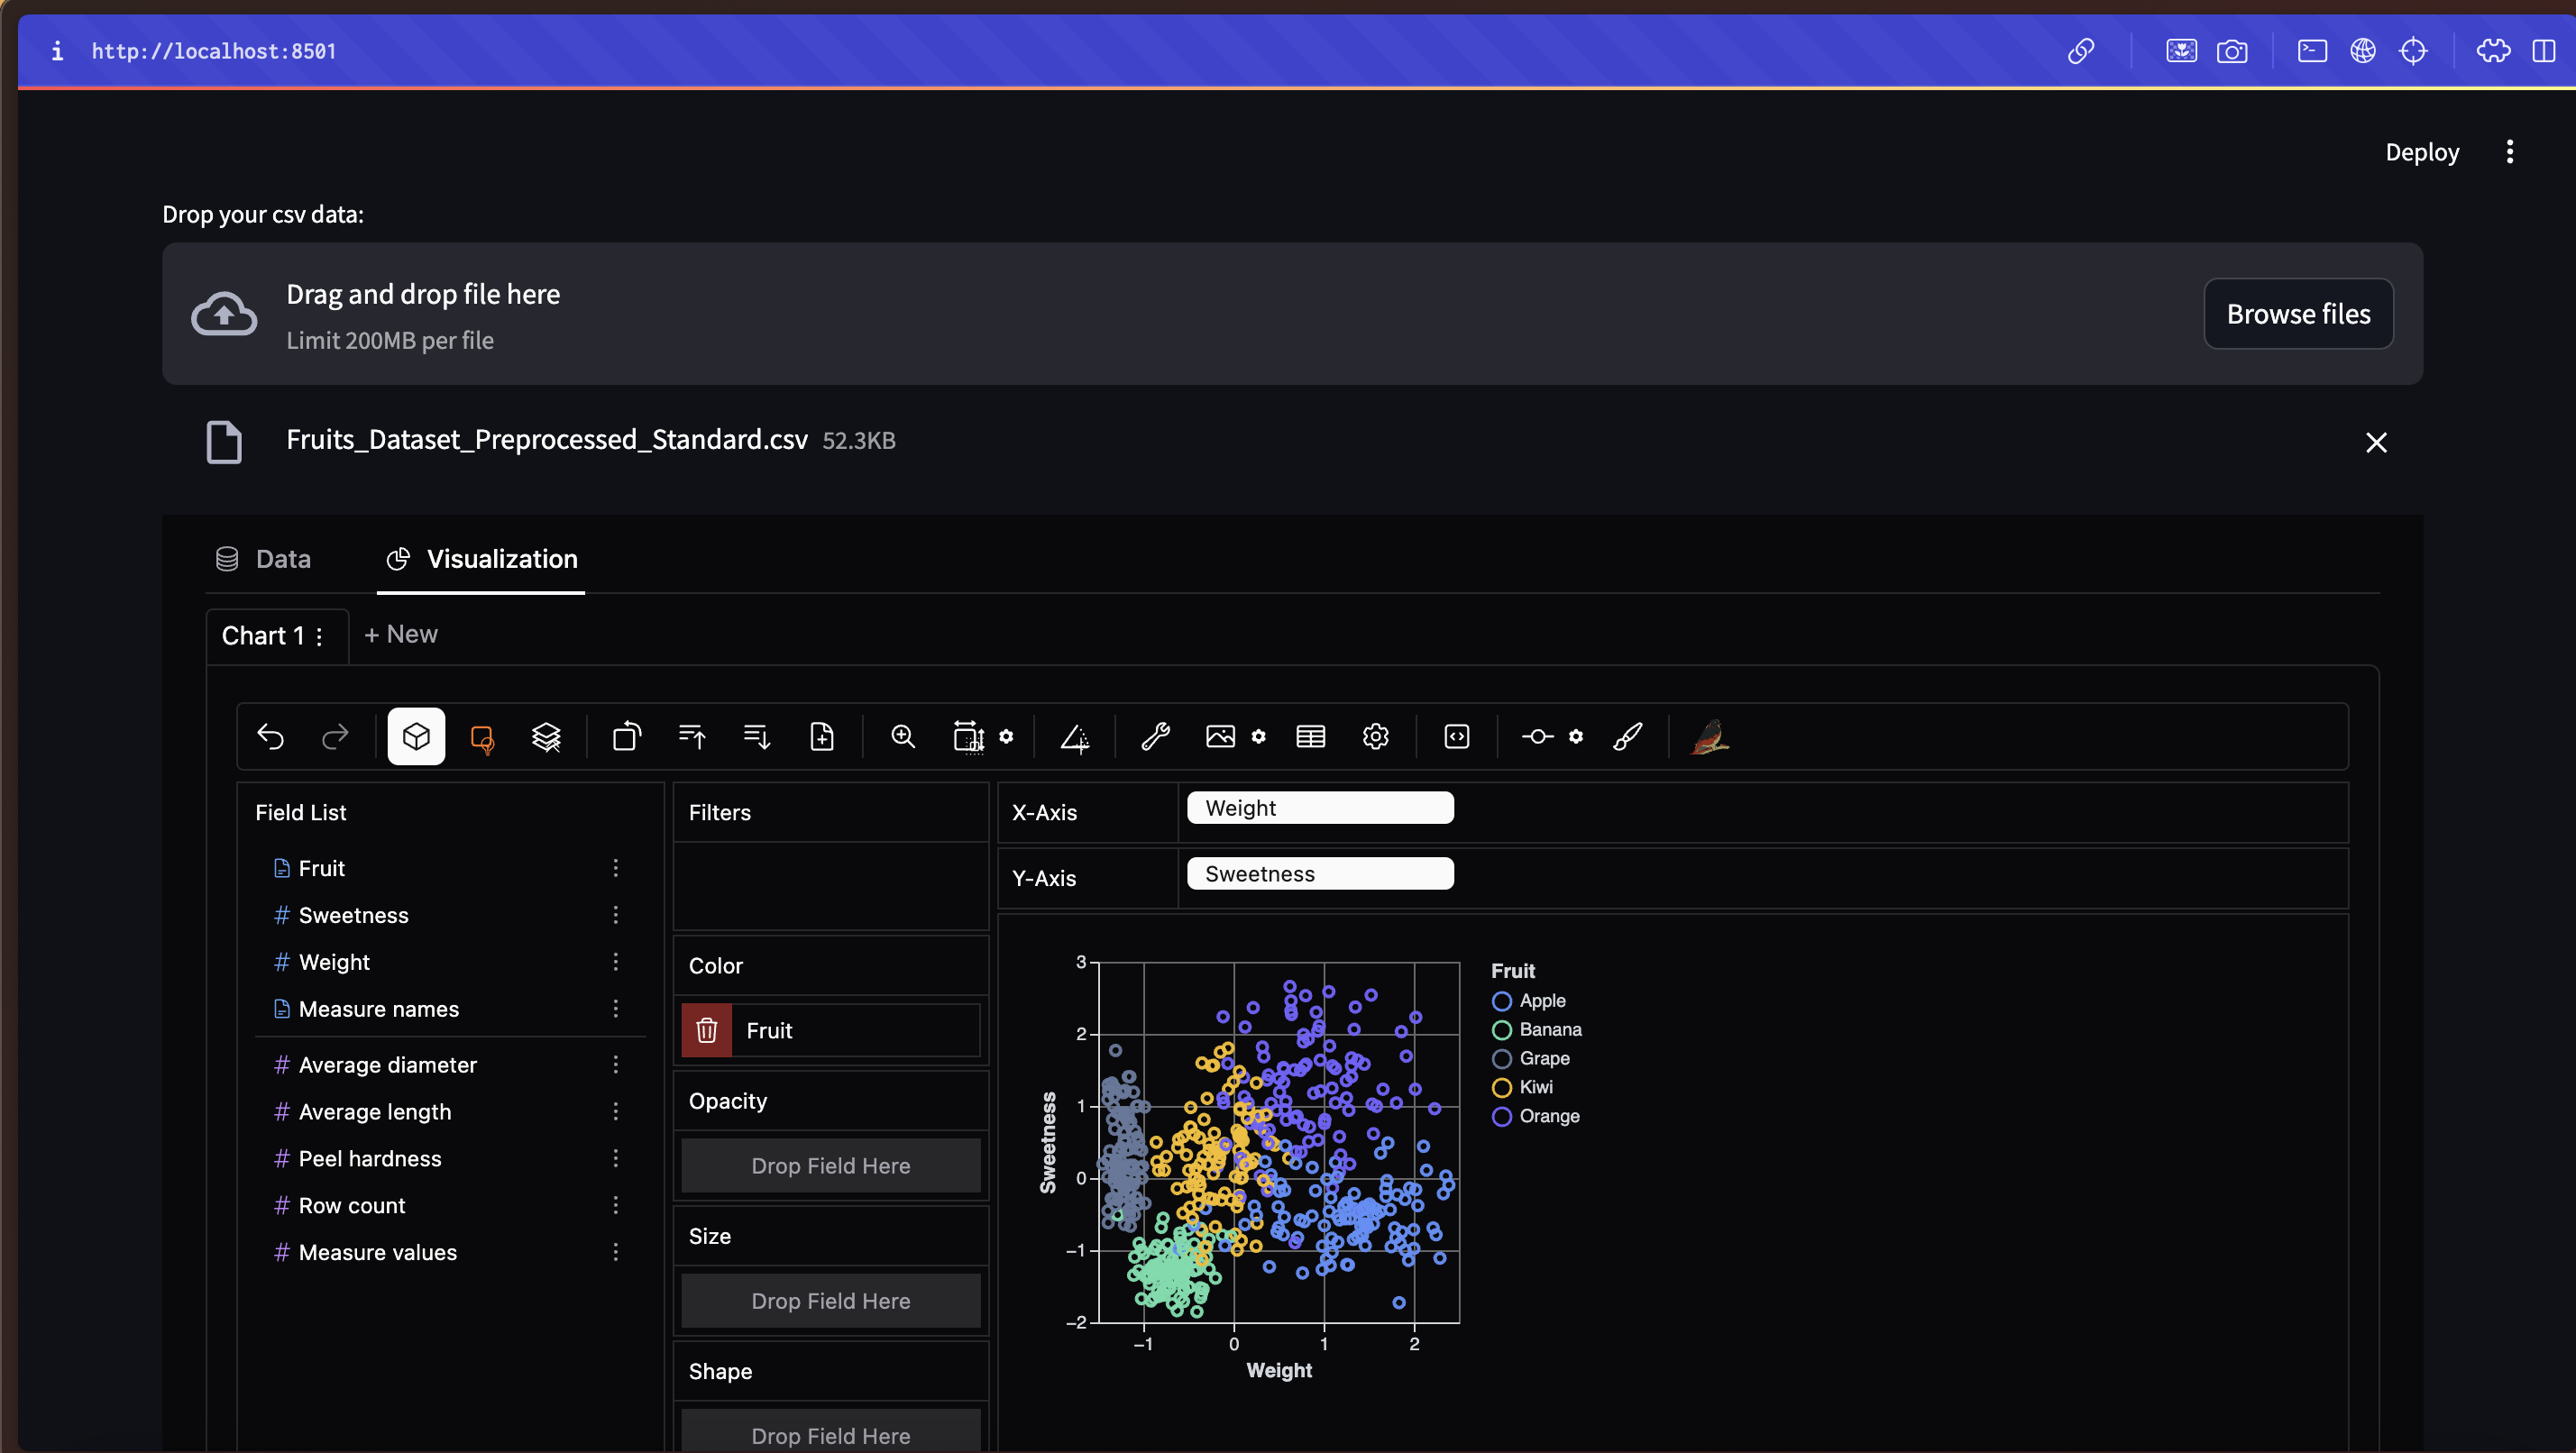 http://localhost:8501
Deploy
Drop your csv data:
Drag and drop file here
Limit 200MB per file
Browse files
Fruits_Dataset_Preprocessed_Standard.csv 52.3KB
Data
Visualization
Chart 1
+ New
Field List
Fruit
Sweetness
Weight
Measure names
Average diameter
Average length
Peel hardness
Row count
Measure values
Filters
Color
Fruit
Opacity
Drop Field Here
Size
Drop Field Here
Shape
Drop Field Here
X-Axis
Weight
Y-Axis
Sweetness
3
2
1
0
−1
−2
Sweetness
−1 0 1 2
Weight
Fruit
Apple
Banana
Grape
Kiwi
Orange